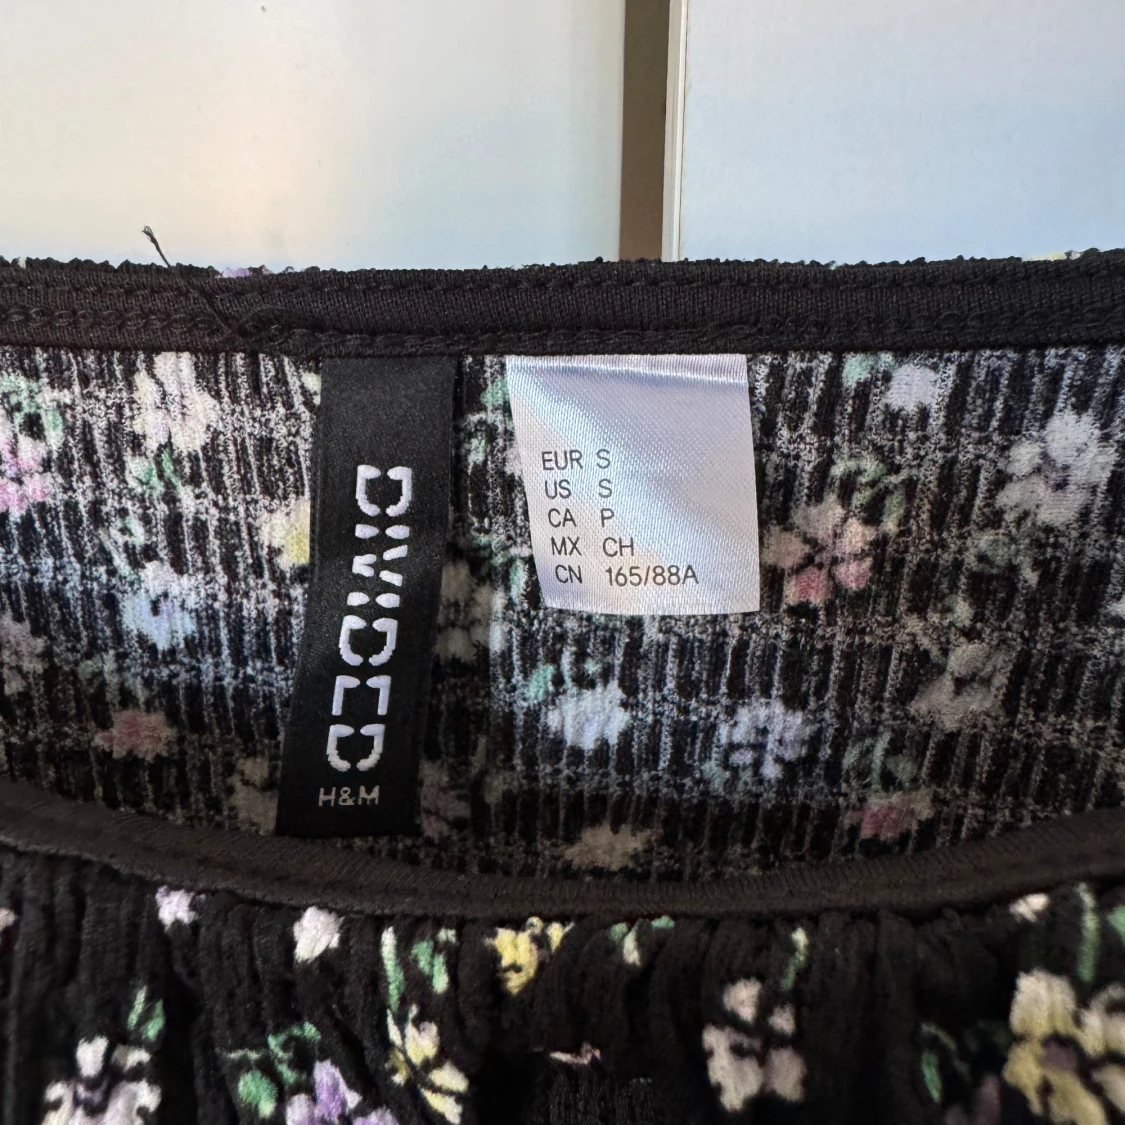 DIVIDED
H&M
EUR S
US S
CA P
MX CH
CN 165/88A